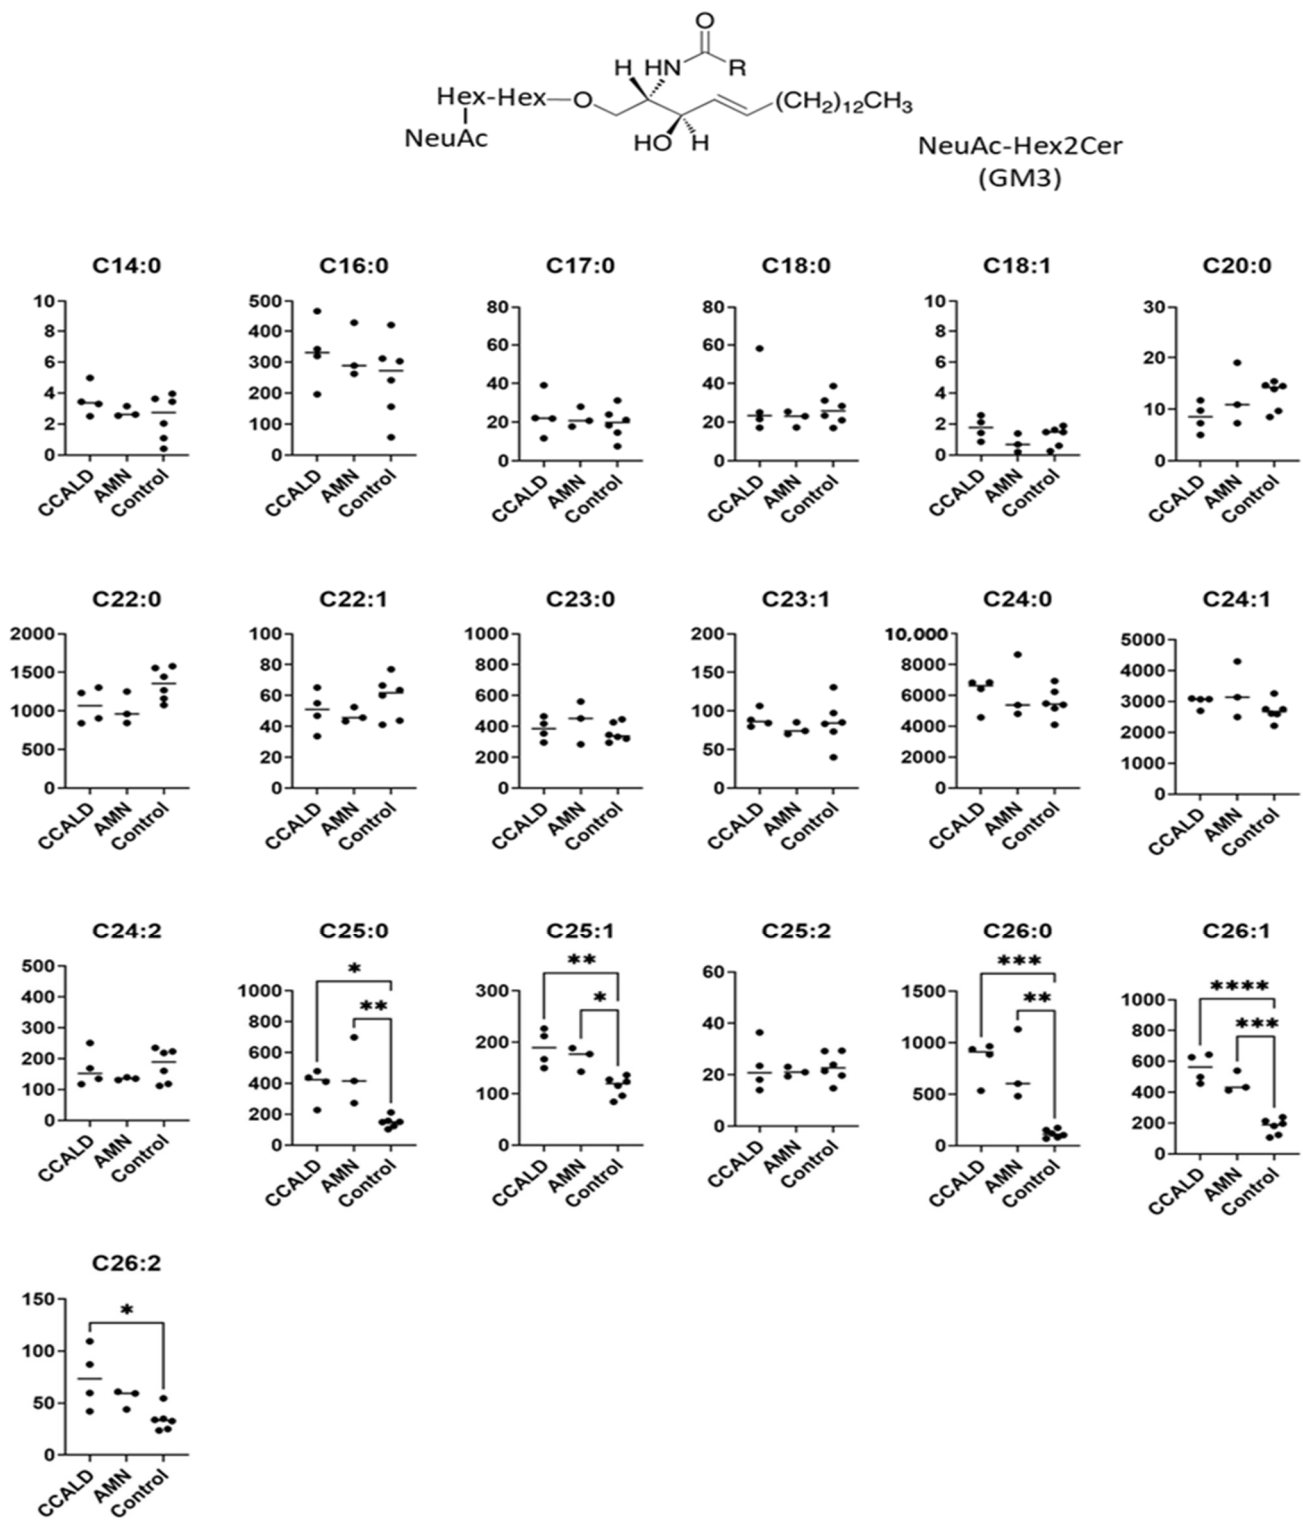 O
H HN R
Hex-Hex—O (CH)12CH3
NeuAc HO H
NeuAc-Hex2Cer
(GM3)
C14:0 C16:0 C17:0 C18:0 C18:1 C20:0
10 8 6 4 2 0
CCALD AMN Control
500 400 300 200 100 0
CCALD AMN Control
80 60 40 20 0
CCALD AMN Control
80 60 40 20 0
CCALD AMN Control
10 8 6 4 2 0
CCALD AMN Control
30 20 10 0
CCALD AMN Control
C22:0 C22:1 C23:0 C23:1 C24:0 C24:1
2000 1500 1000 500 0
CCALD AMN Control
100 80 60 40 20 0
CCALD AMN Control
1000 800 600 400 200 0
CCALD AMN Control
200 150 100 50 0
CCALD AMN Control
10,000 8000 6000 4000 2000 0
CCALD AMN Control
5000 4000 3000 2000 1000 0
CCALD AMN Control
C24:2 C25:0 C25:1 C25:2 C26:0 C26:1
500 400 300 200 100 0
CCALD AMN Control
* **
1000 800 600 400 200 0
CCALD AMN Control
** *
300 200 100 0
CCALD AMN Control
60 40 20 0
CCALD AMN Control
*** **
1500 1000 500 0
CCALD AMN Control
**** ***
1000 800 600 400 200 0
CCALD AMN Control
C26:2
*
150 100 50 0
CCALD AMN Control